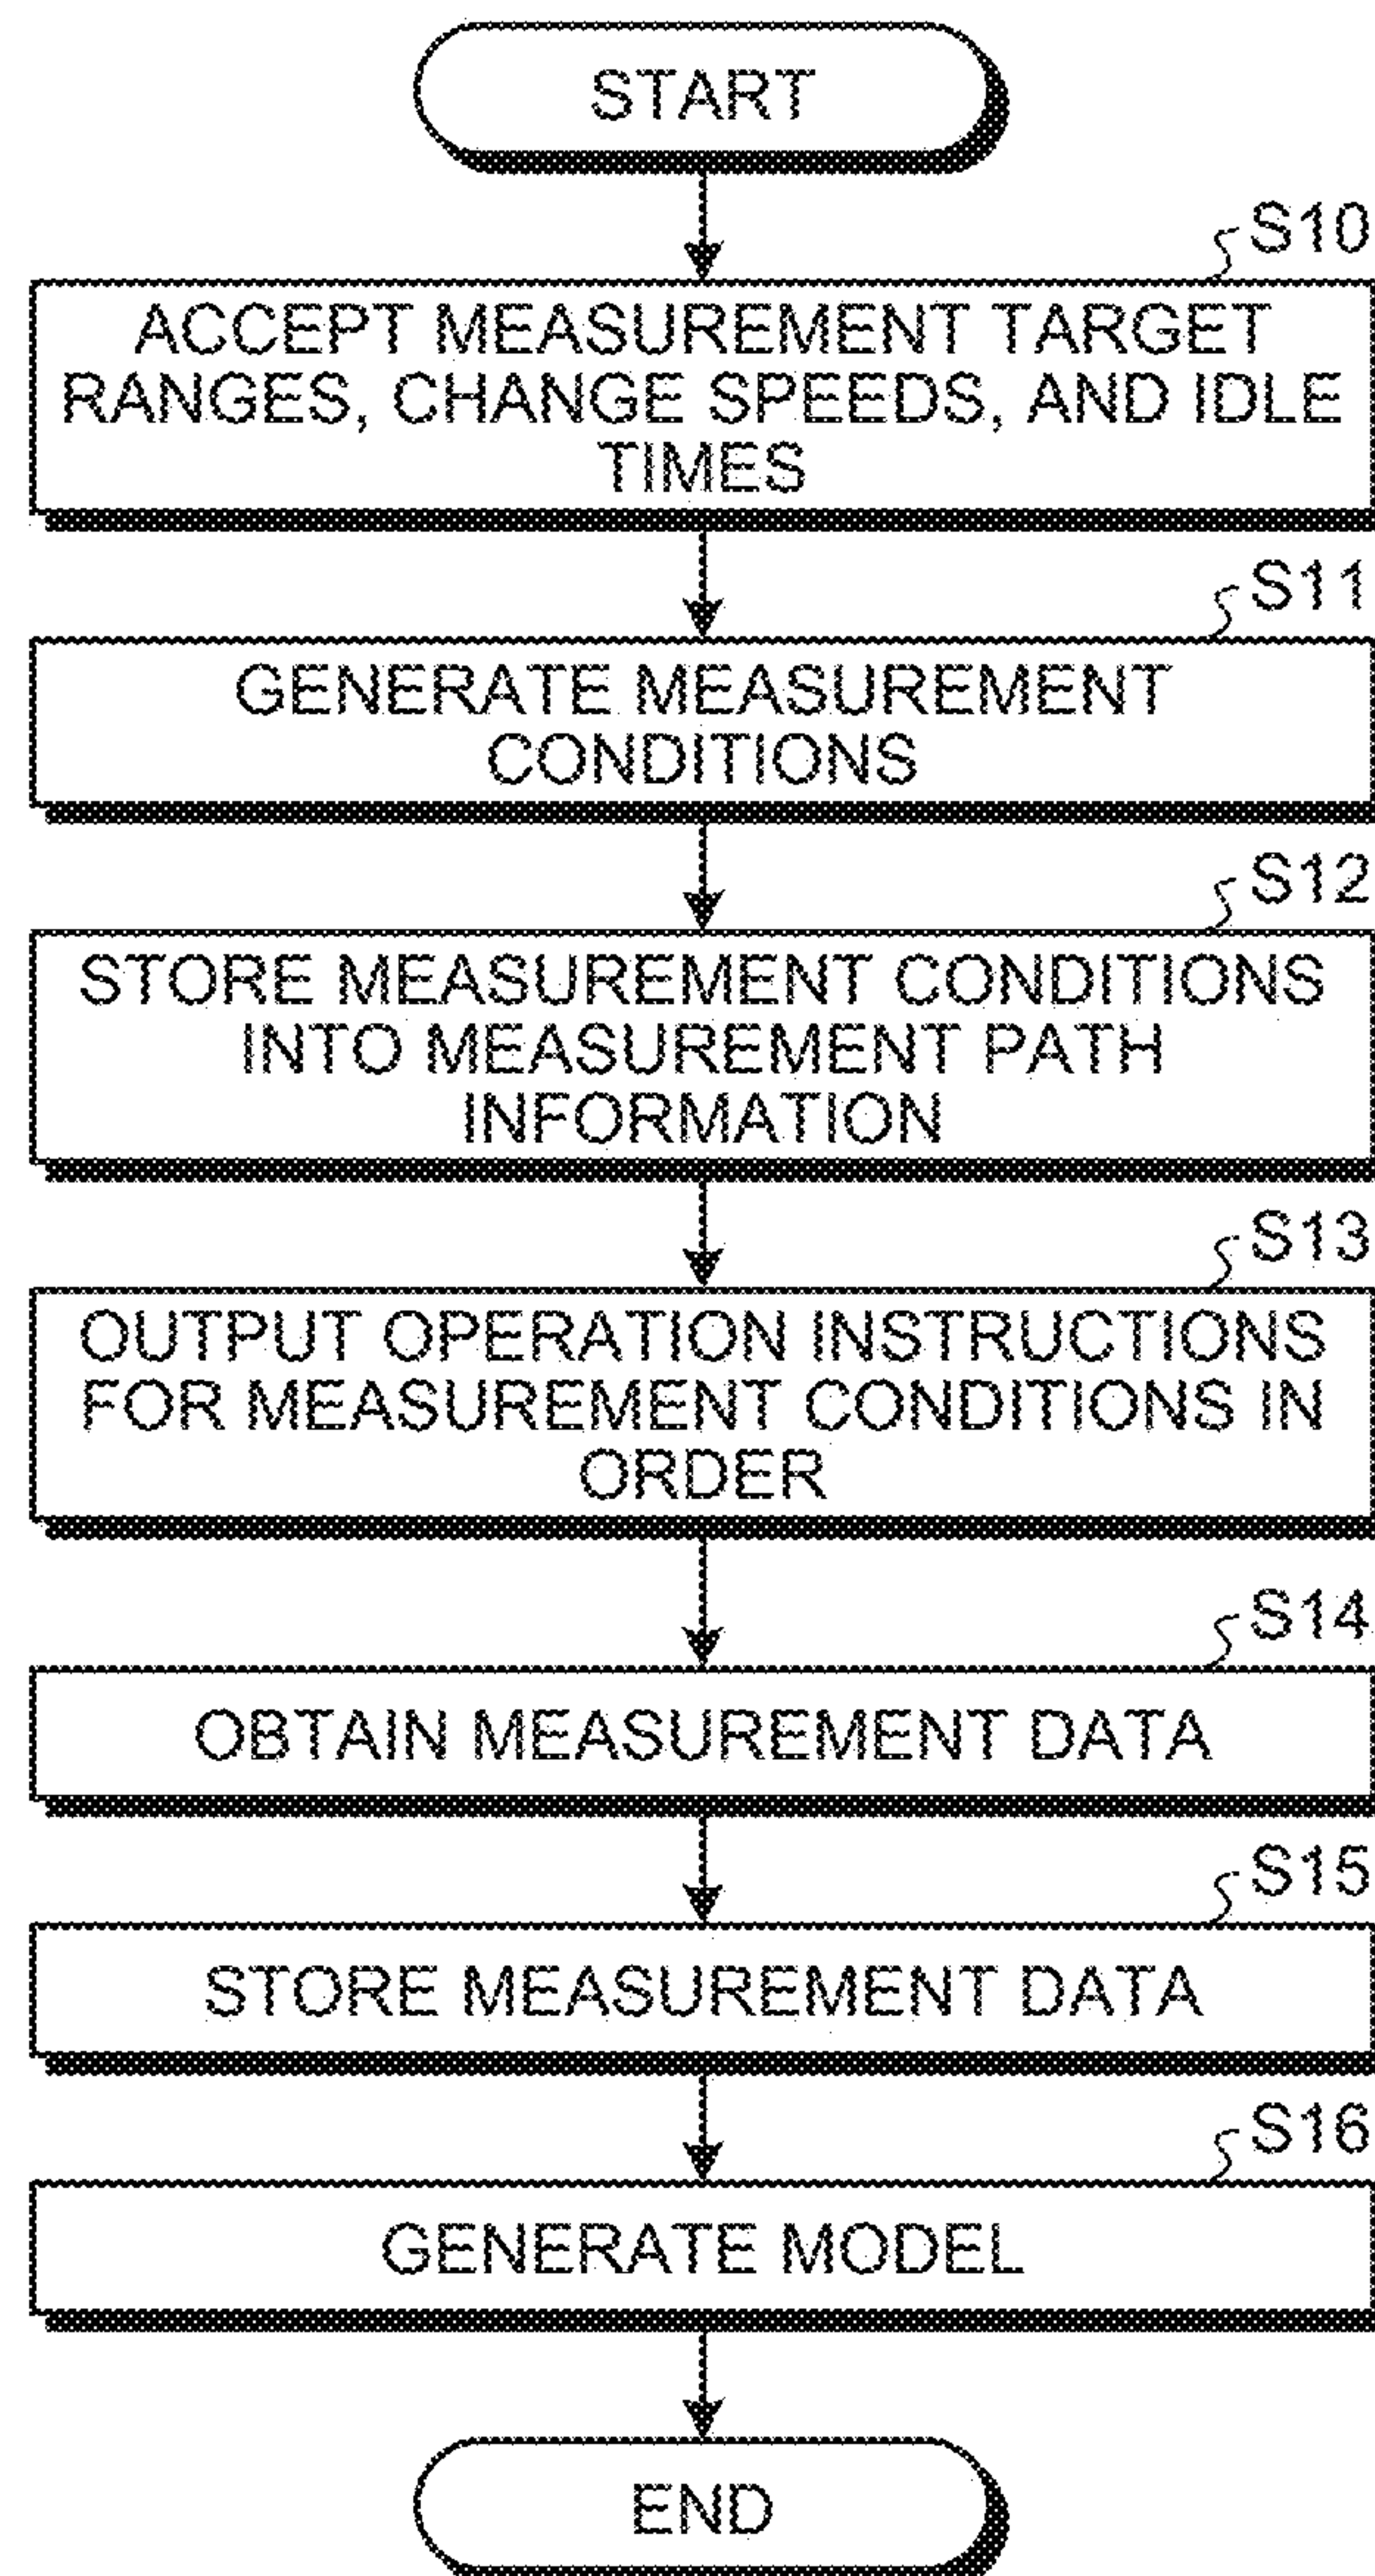 START
S10
ACCEPT MEASUREMENT TARGET
RANGES, CHANGE SPEEDS, AND IDLE
TIMES
S11
GENERATE MEASUREMENT
CONDITIONS
S12
STORE MEASUREMENT CONDITIONS
INTO MEASUREMENT PATH
INFORMATION
S13
OUTPUT OPERATION INSTRUCTIONS
FOR MEASUREMENT CONDITIONS IN
ORDER
S14
OBTAIN MEASUREMENT DATA
S15
STORE MEASUREMENT DATA
S16
GENERATE MODEL
END